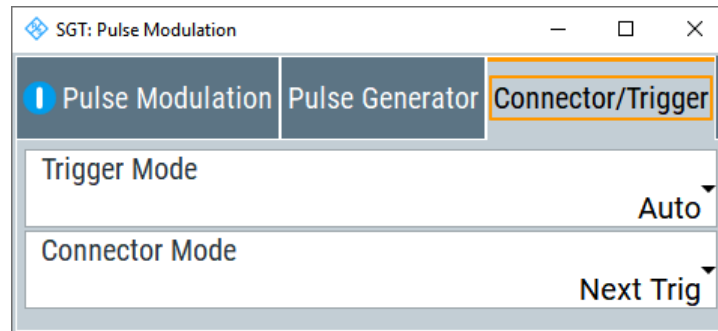 SGT: Pulse Modulation
Pulse Modulation Pulse Generator Connector/Trigger
Trigger Mode
Auto
Connector Mode
Next Trig